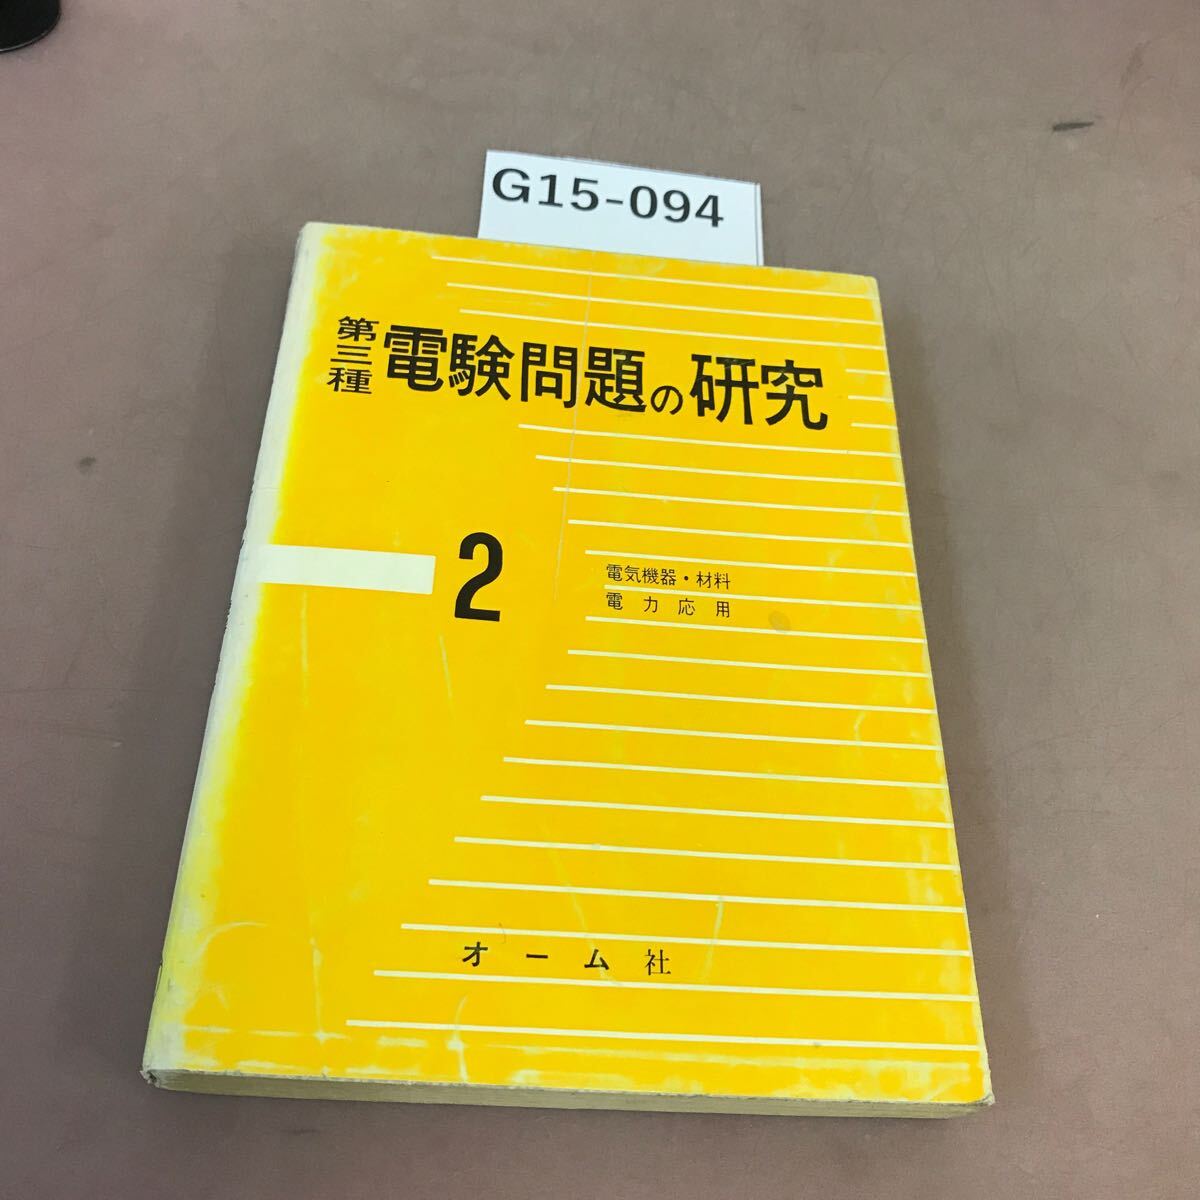 G15-094
第三種 電験問題の研究
2
電気機器・材料
電力応用
オーム社